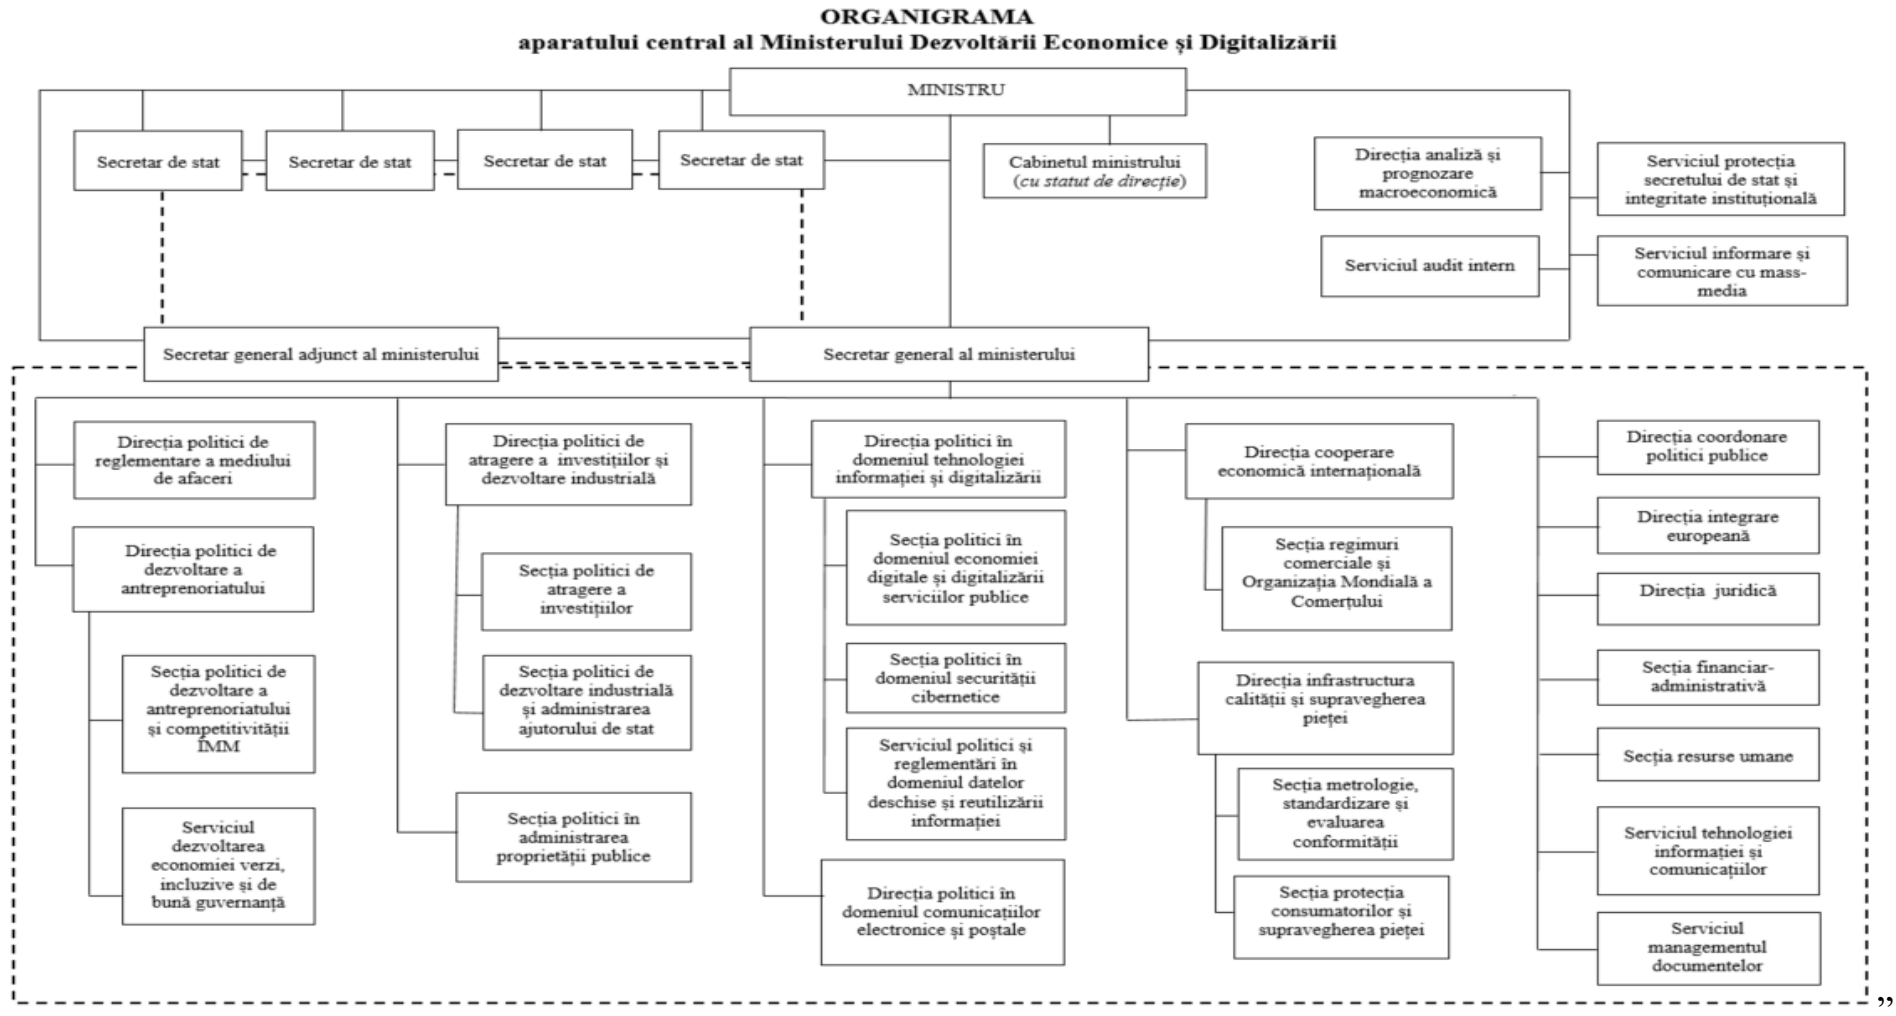 ORGANIGRAMA
aparatului central al Ministerului Dezvoltării Economice și Digitalizării
MINISTRU
Secretar de stat
Secretar de stat
Secretar de stat
Secretar de stat
Cabinetul ministrului
(cu statut de direcție)
Direcția analiză și
prognozare
macroeconomică
Serviciul protecția
secretului de stat și
integritate instituțională
Serviciul audit intern
Serviciul informare și
comunicare cu mass-
media
Secretar general adjunct al ministerului
Secretar general al ministerului
Direcția politici de
reglementare a mediului
de afaceri
Direcția politici de
dezvoltare a
antreprenoriatului
Secția politici de
dezvoltare a
antreprenoriatului
și competitivității
ÎMM
Serviciul
dezvoltarea
economiei verzi,
incluzive și de
bună guvernanță
Direcția politici de
atragere a investițiilor și
dezvoltare industrială
Secția politici de
atragere a
investițiilor
Secția politici de
dezvoltare industrială
și administrarea
ajutorului de stat
Secția politici în
administrarea
proprietății publice
Direcția politici în
domeniul tehnologiei
informației și digitalizării
Secția politici în
domeniul economiei
digitale și digitalizării
serviciilor publice
Secția politici în
domeniul securității
cibernetice
Serviciul politici și
reglementări în
domeniul datelor
deschise și reutilizării
informației
Direcția politici în
domeniul comunicațiilor
electronice și poștale
Direcția cooperare
economică internațională
Secția regimuri
comerciale și
Organizația Mondială a
Comerțului
Direcția infrastructura
calității și supravegherea
pieței
Secția metrologie,
standardizare și
evaluarea
conformității
Secția protecția
consumatorilor și
supravegherea pieței
Direcția coordonare
politici publice
Direcția integrare
europeană
Direcția juridică
Secția financiar-
administrativă
Secția resurse umane
Serviciul tehnologiei
informației și
comunicațiilor
Serviciul
managementul
documentelor
”